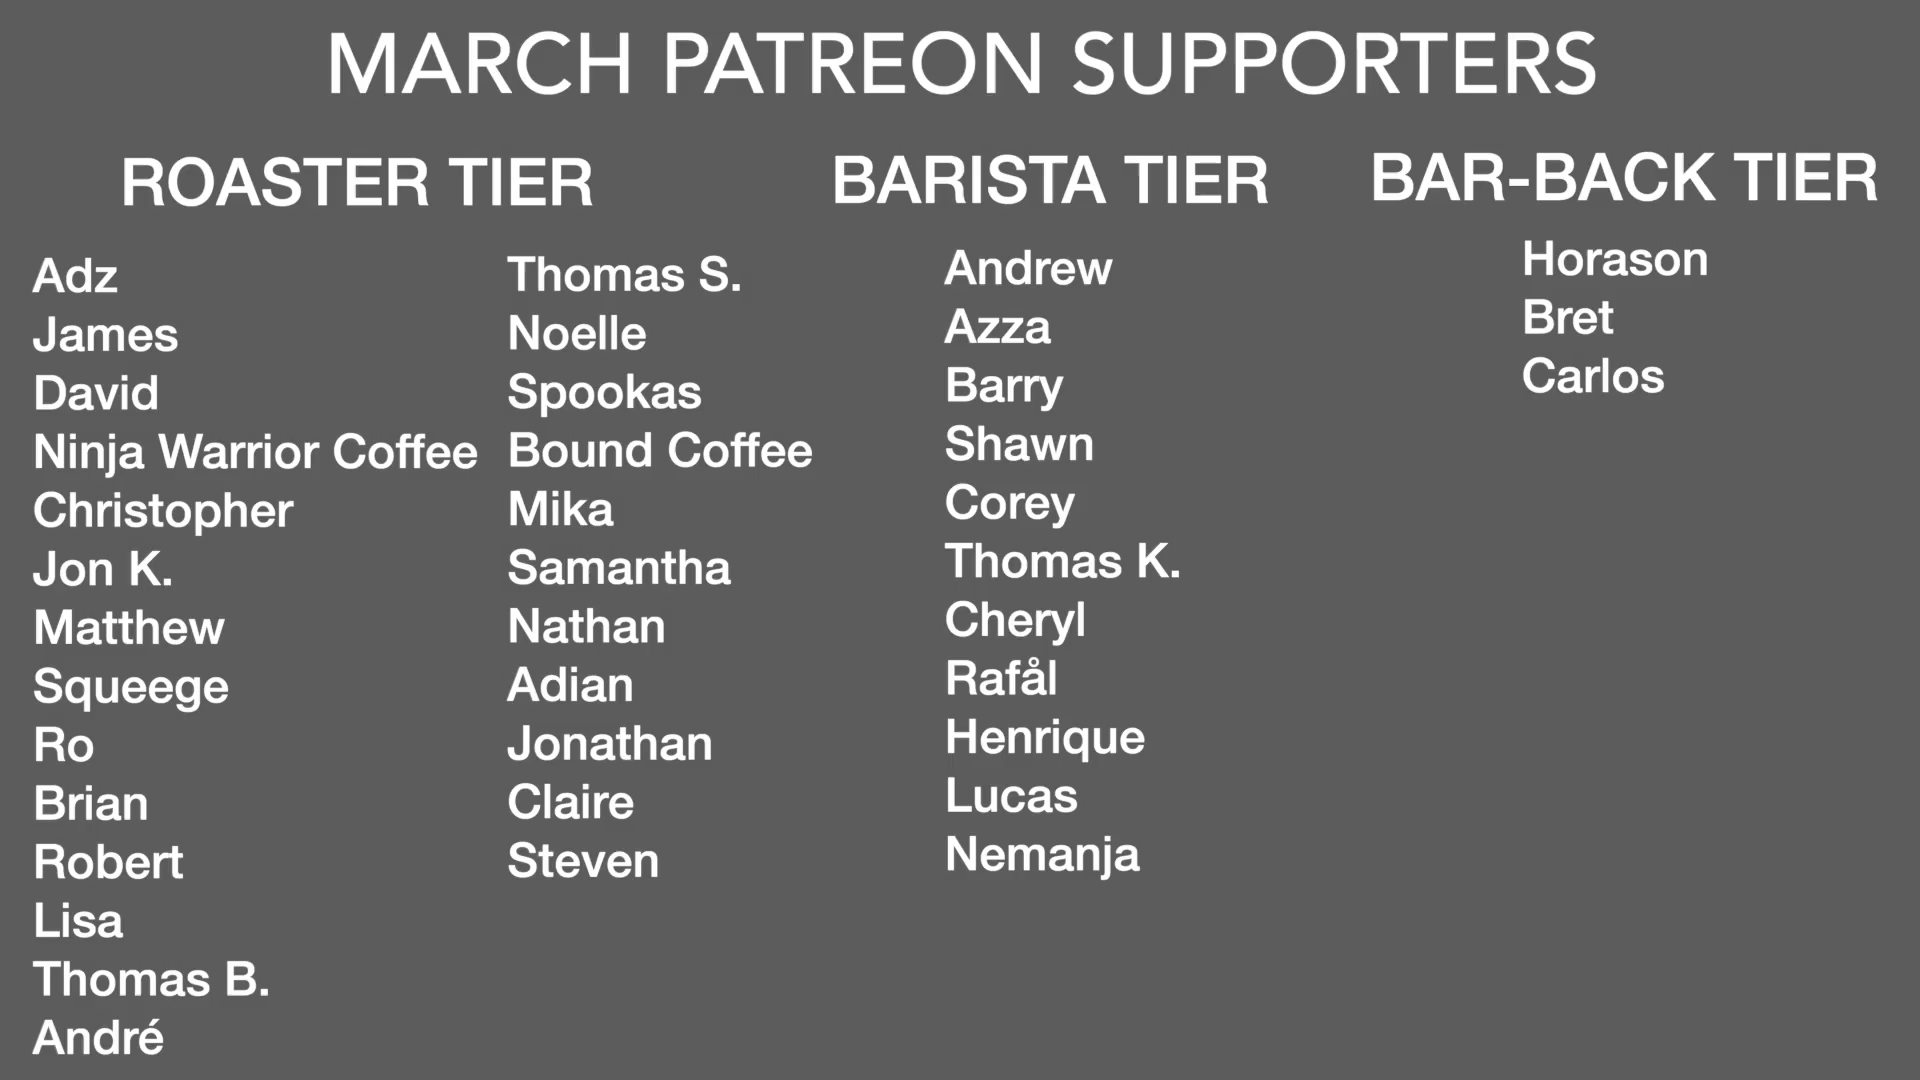 MARCH PATREON SUPPORTERS
ROASTER TIER
Adz
James
David
Ninja Warrior Coffee
Christopher
Jon K.
Matthew
Squeege
Ro
Brian
Robert
Lisa
Thomas B.
André
Thomas S.
Noelle
Spookas
Bound Coffee
Mika
Samantha
Nathan
Adian
Jonathan
Claire
Steven
BARISTA TIER
Andrew
Azza
Barry
Shawn
Corey
Thomas K.
Cheryl
Rafål
Henrique
Lucas
Nemanja
BAR-BACK TIER
Horason
Bret
Carlos